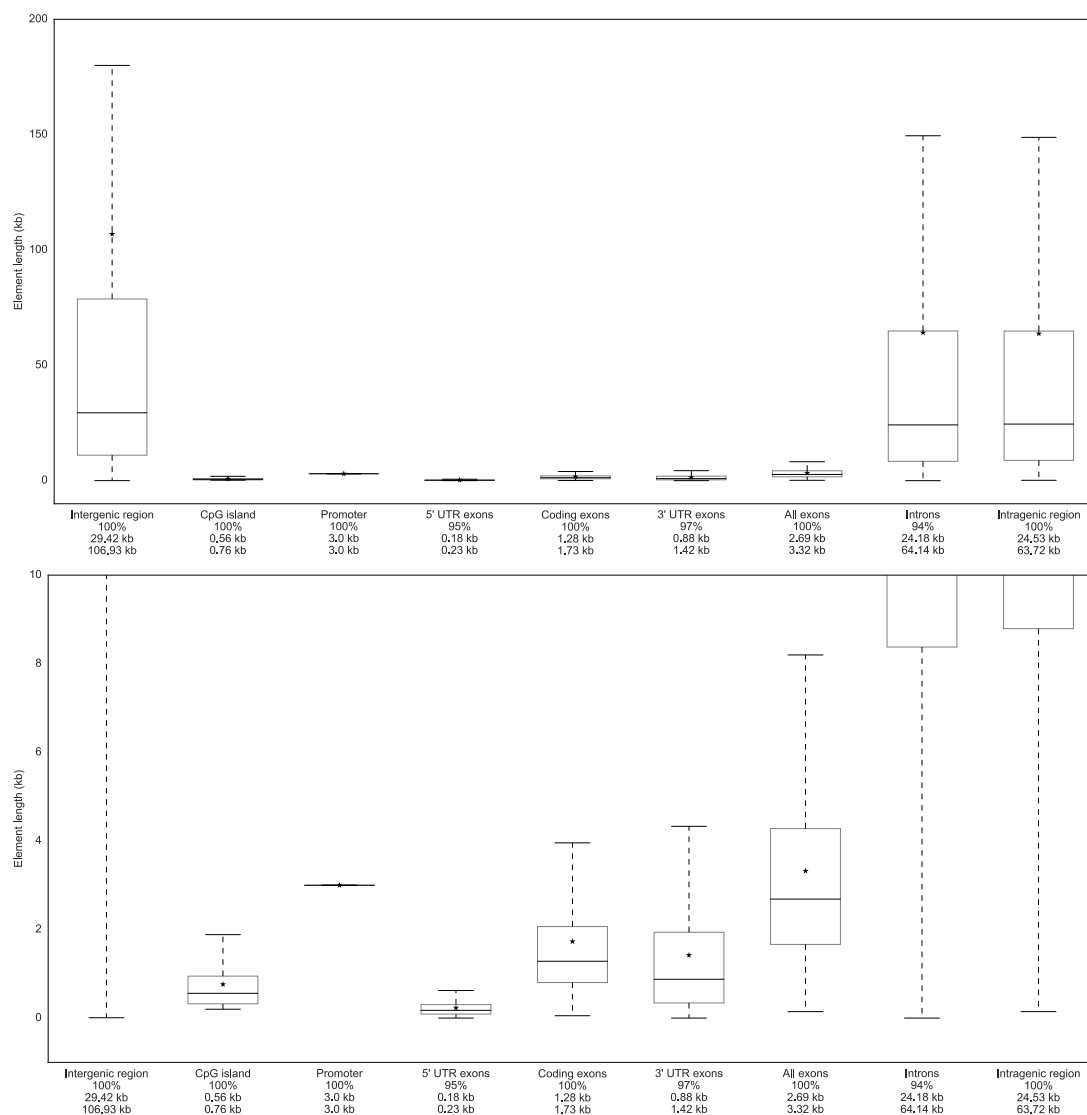 200
150
100
50
0
Element length (kb)
Intergenic region CpG island Promoter 5' UTR exons Coding exons 3' UTR exons All exons Introns Intragenic region
100% 100% 100% 95% 100% 97% 100% 94% 100%
29.42 kb 0.56 kb 3.0 kb 0.18 kb 1.28 kb 0.88 kb 2.69 kb 24.18 kb 24.53 kb
106.93 kb 0.76 kb 3.0 kb 0.23 kb 1.73 kb 1.42 kb 3.32 kb 64.14 kb 63.72 kb
10
8
6
4
2
0
Element length (kb)
Intergenic region CpG island Promoter 5' UTR exons Coding exons 3' UTR exons All exons Introns Intragenic region
100% 100% 100% 95% 100% 97% 100% 94% 100%
29.42 kb 0.56 kb 3.0 kb 0.18 kb 1.28 kb 0.88 kb 2.69 kb 24.18 kb 24.53 kb
106.93 kb 0.76 kb 3.0 kb 0.23 kb 1.73 kb 1.42 kb 3.32 kb 64.14 kb 63.72 kb